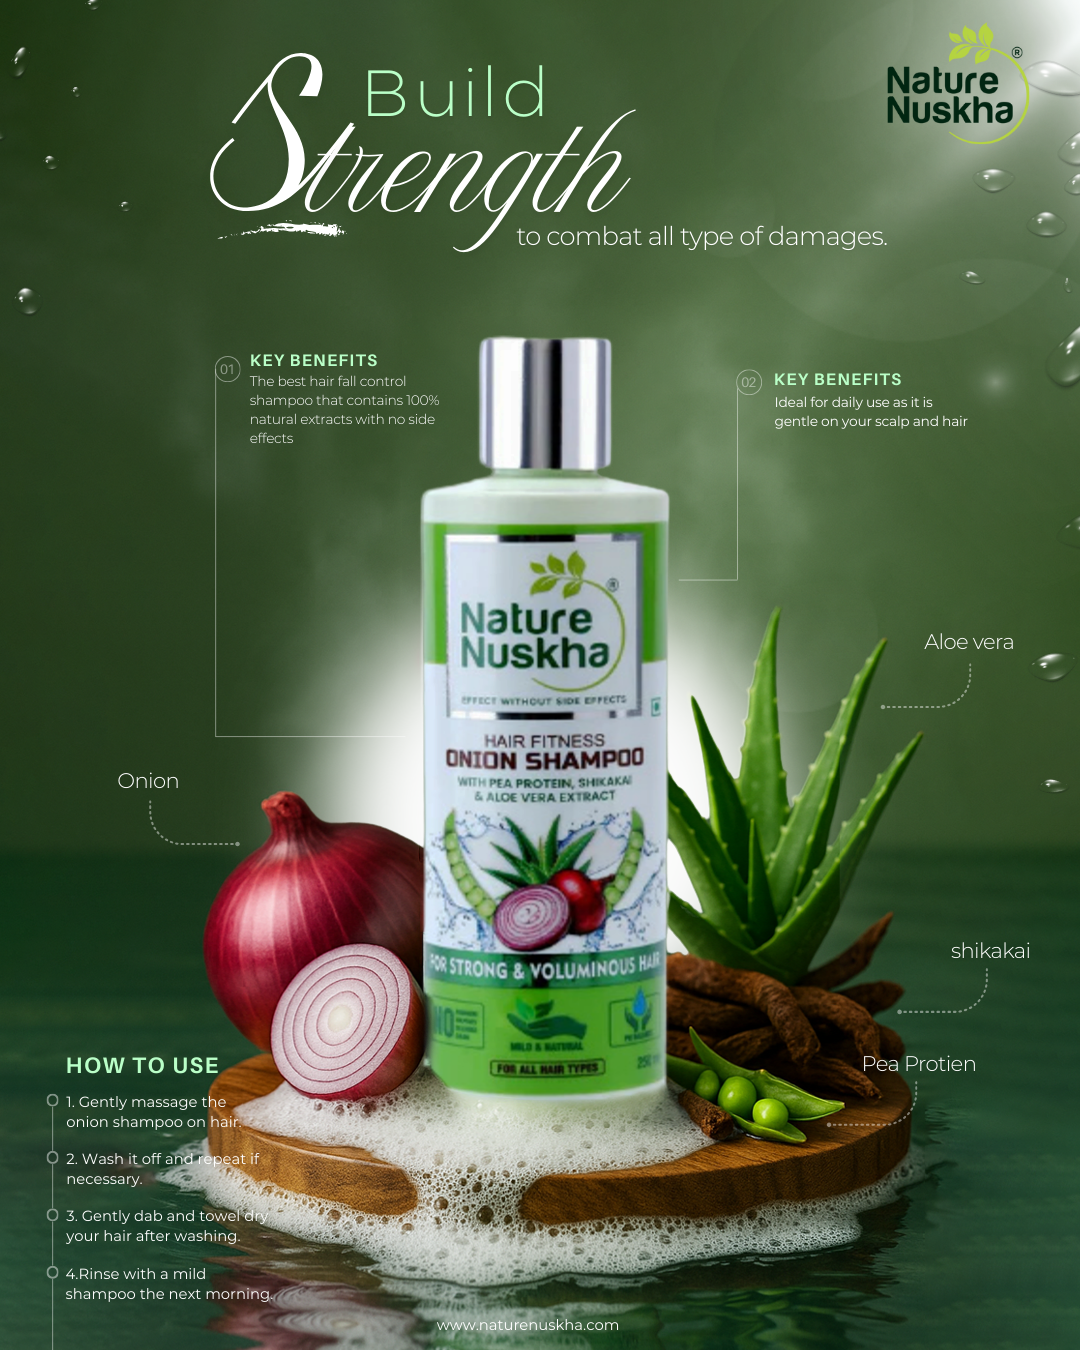 Build
Strength
to combat all type of damages.
Nature
Nuskha
®
01
KEY BENEFITS
The best hair fall control
shampoo that contains 100%
natural extracts with no side
effects
02
KEY BENEFITS
Ideal for daily use as it is
gentle on your scalp and hair
®
Nature
Nuskha
EFFECT WITHOUT SIDE EFFECTS
HAIR FITNESS
ONION SHAMPOO
WITH PEA PROTEIN, SHIKAKAI
& ALOE VERA EXTRACT
FOR STRONG & VOLUMINOUS HAIR
NO
MILD & NATURAL
FOR ALL HAIR TYPES
Aloe vera
Onion
shikakai
Pea Protien
HOW TO USE
1. Gently massage the
onion shampoo on hair.
2. Wash it off and repeat if
necessary.
3. Gently dab and towel dry
your hair after washing.
4.Rinse with a mild
shampoo the next morning.
www.naturenuskha.com